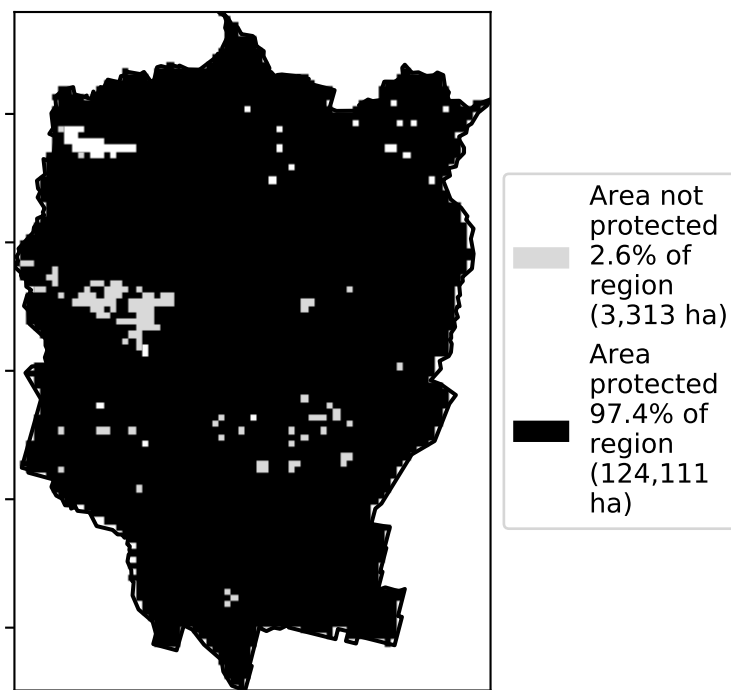 Area not
protected
2.6% of
region
(3,313 ha)
Area
protected
97.4% of
region
(124,111
ha)